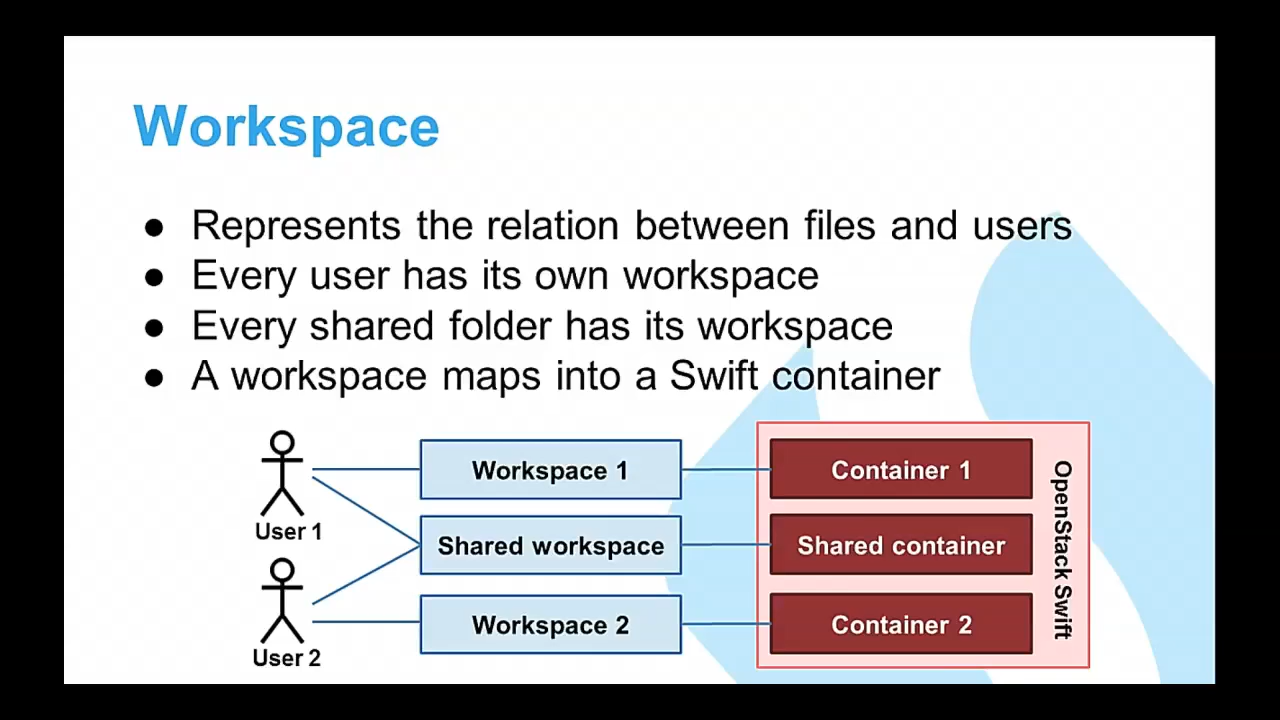 Workspace
● Represents the relation between files and users
● Every user has its own workspace
● Every shared folder has its workspace
● A workspace maps into a Swift container
Workspace 1
Container 1
User 1
Shared workspace
Shared container
OpenStack Swift
Workspace 2
Container 2
User 2